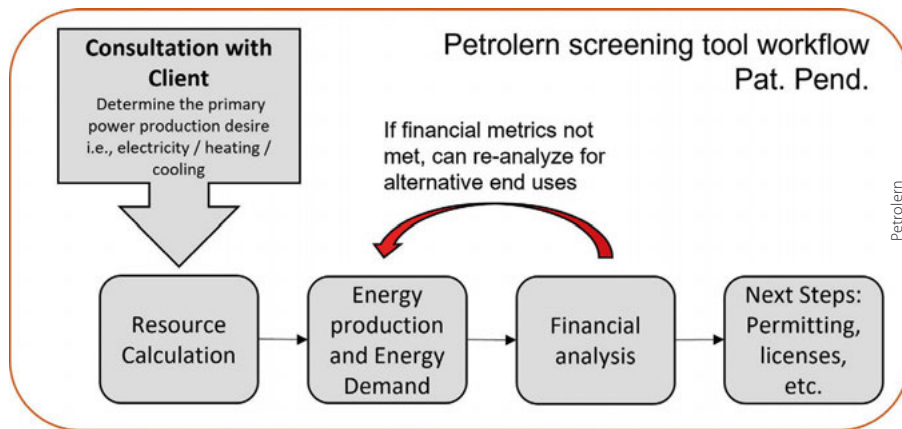 Consultation with
Client
Determine the primary
power production desire
i.e., electricity / heating /
cooling
Petrolern screening tool workflow
Pat. Pend.
If financial metrics not
met, can re-analyze for
alternative end uses
Petrolern
Resource
Calculation
Energy
production
and Energy
Demand
Financial
analysis
Next Steps:
Permitting,
licenses,
etc.